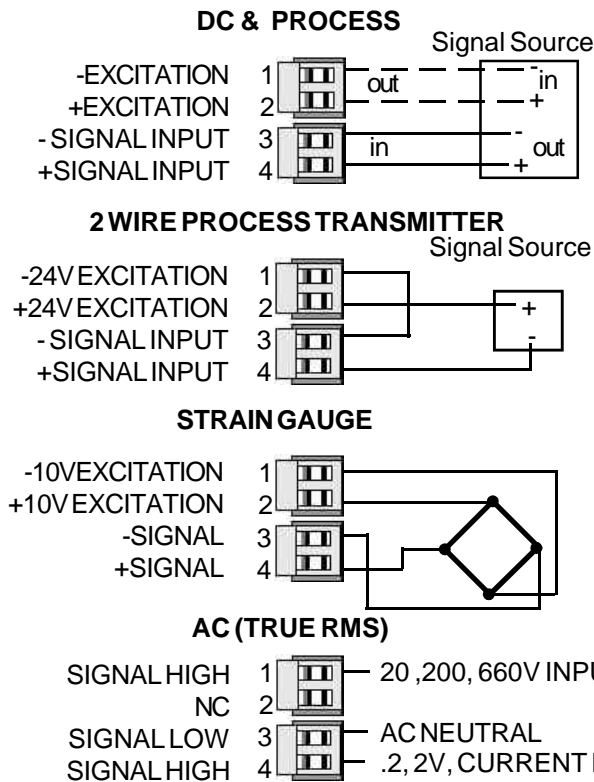 DC & PROCESS
Signal Source
-EXCITATION 1 out - in
+EXCITATION 2 +
- SIGNAL INPUT 3 in - out
+SIGNAL INPUT 4 +
2 WIRE PROCESS TRANSMITTER
Signal Source
-24V EXCITATION 1
+24V EXCITATION 2 +
- SIGNAL INPUT 3 -
+SIGNAL INPUT 4
STRAIN GAUGE
-10V EXCITATION 1
+10V EXCITATION 2
-SIGNAL 3
+SIGNAL 4
AC (TRUE RMS)
SIGNAL HIGH 1 20 ,200, 660V INPU
NC 2
SIGNAL LOW 3 AC NEUTRAL
SIGNAL HIGH 4 .2, 2V, CURRENT